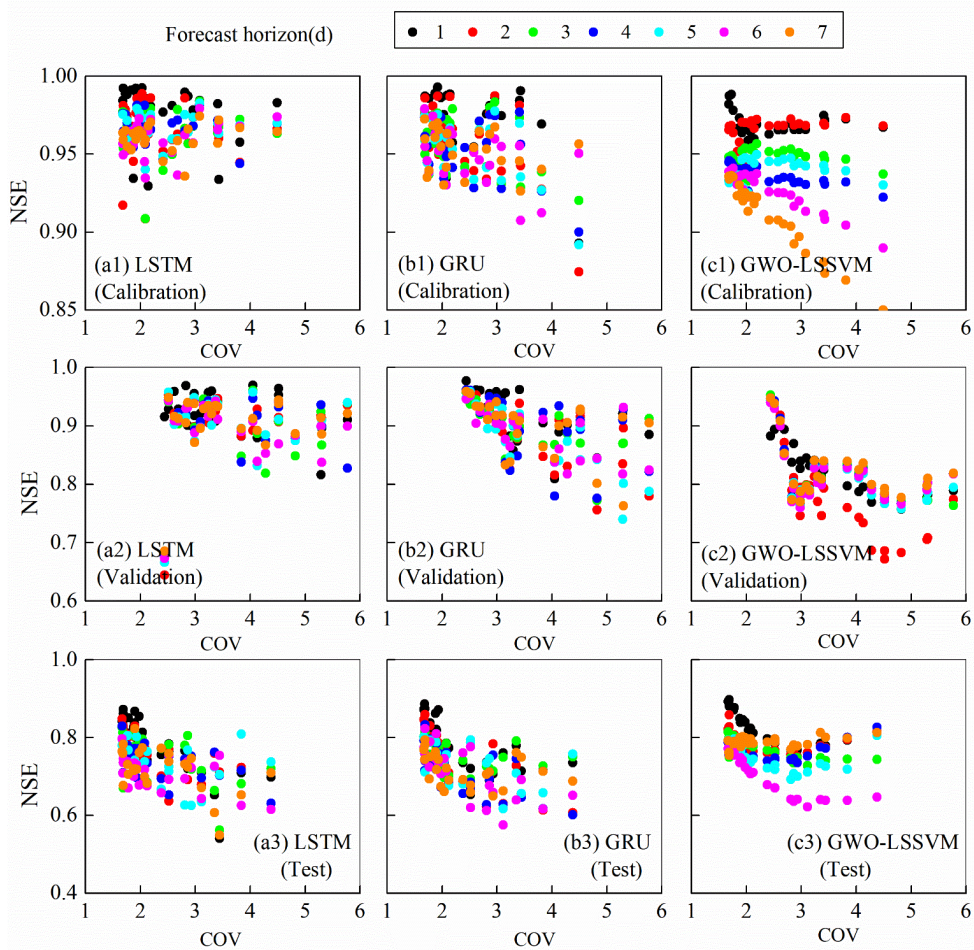 Forecast horizon(d) 1 2 3 4 5 6 7
1.00
0.95
0.90
0.85
NSE
(a1) LSTM
(Calibration)
(b1) GRU
(Calibration)
(c1) GWO-LSSVM
(Calibration)
1 2 3 4 5 6 1 2 3 4 5 6 1 2 3 4 5 6
COV COV COV
1.0
0.9
0.8
0.7
0.6
NSE
(a2) LSTM
(Validation)
(b2) GRU
(Validation)
(c2) GWO-LSSVM
(Validation)
1 2 3 4 5 6 1 2 3 4 5 6 1 2 3 4 5 6
COV COV COV
1.0
0.8
0.6
0.4
NSE
(a3) LSTM
(Test)
(b3) GRU
(Test)
(c3) GWO-LSSVM
(Test)
1 2 3 4 5 6 1 2 3 4 5 6 1 2 3 4 5 6
COV COV COV